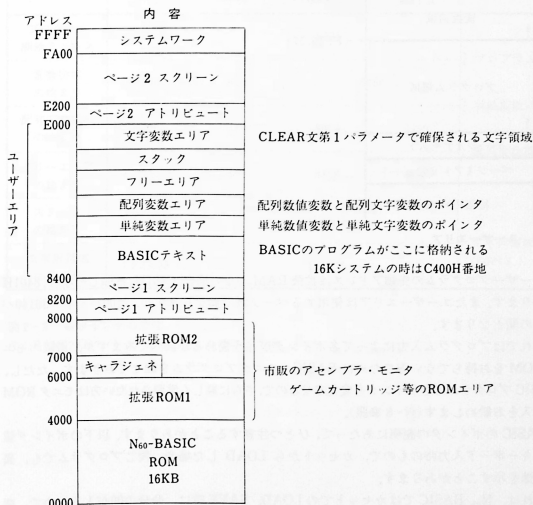 アドレス 内 容
FFFF
システムワーク
FA00
ページ2 スクリーン
E200
ページ2 アトリビュート
E000
文字変数エリア CLEAR文第1パラメータで確保される文字領域
スタック
フリーエリア
配列変数エリア 配列数値変数と配列文字変数のポインタ
単純変数エリア 単純数値変数と単純文字変数のポインタ
BASICテキスト BASICのプログラムがここに格納される
16Kシステムの時はC400H番地
ユーザーエリア
8400
ページ1 スクリーン
8200
ページ1 アトリビュート
8000
拡張ROM2
7000
キャラジェネ 市販のアセンブラ・モニタ
6000 ゲームカートリッジ等のROMエリア
拡張ROM1
4000
N60-BASIC
ROM
16KB
0000